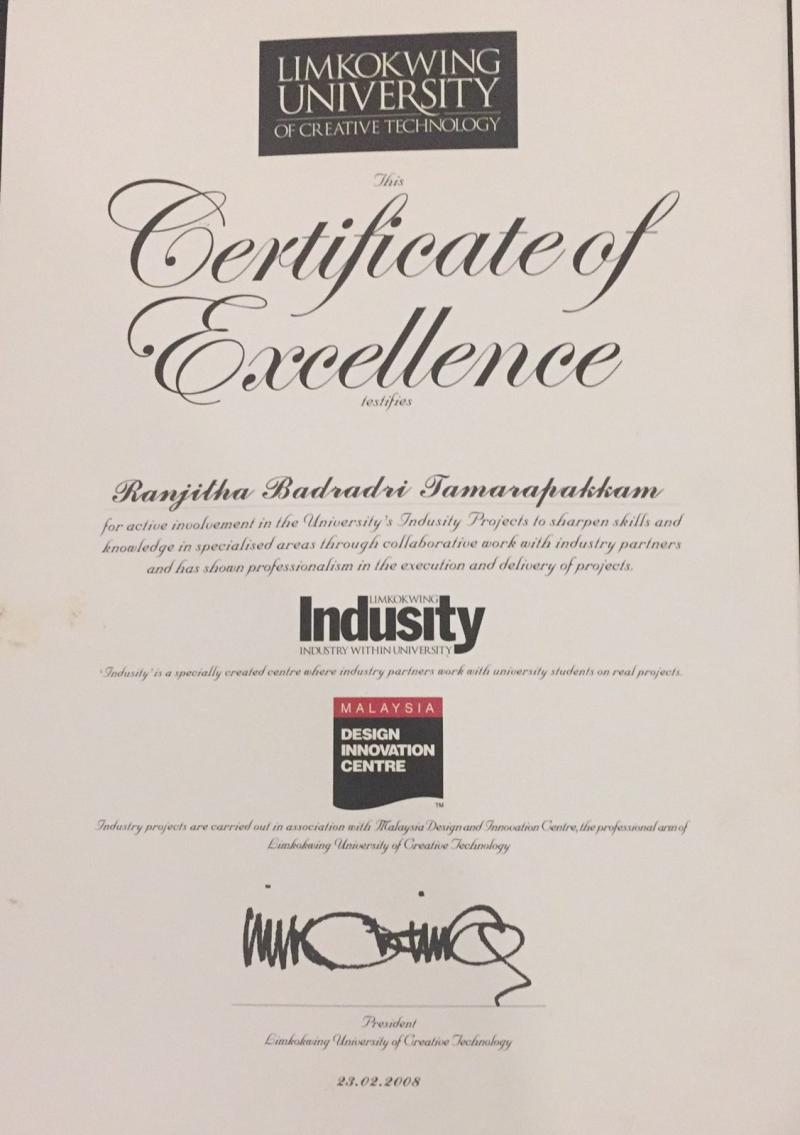 LIMKOKWING
UNIVERSITY
OF CREATIVE TECHNOLOGY
This
Certificate of
Excellence
testifies
Ranjitha Badradri Tamarapakkam
for active involvement in the University's Indusity Projects to sharpen skills and
knowledge in specialised areas through collaborative work with industry partners
and has shown professionalism in the execution and delivery of projects.
LIMKOKWING
Indusity
INDUSTRY WITHIN UNIVERSITY
'Indusity' is a specially created centre where industry partners work with university students on real projects.
MALAYSIA
DESIGN
INNOVATION
CENTRE
TM
Industry projects are carried out in association with Malaysia Design and Innovation Centre, the professional arm of
Limkokwing University of Creative Technology
President
Limkokwing University of Creative Technology
23.02.2008